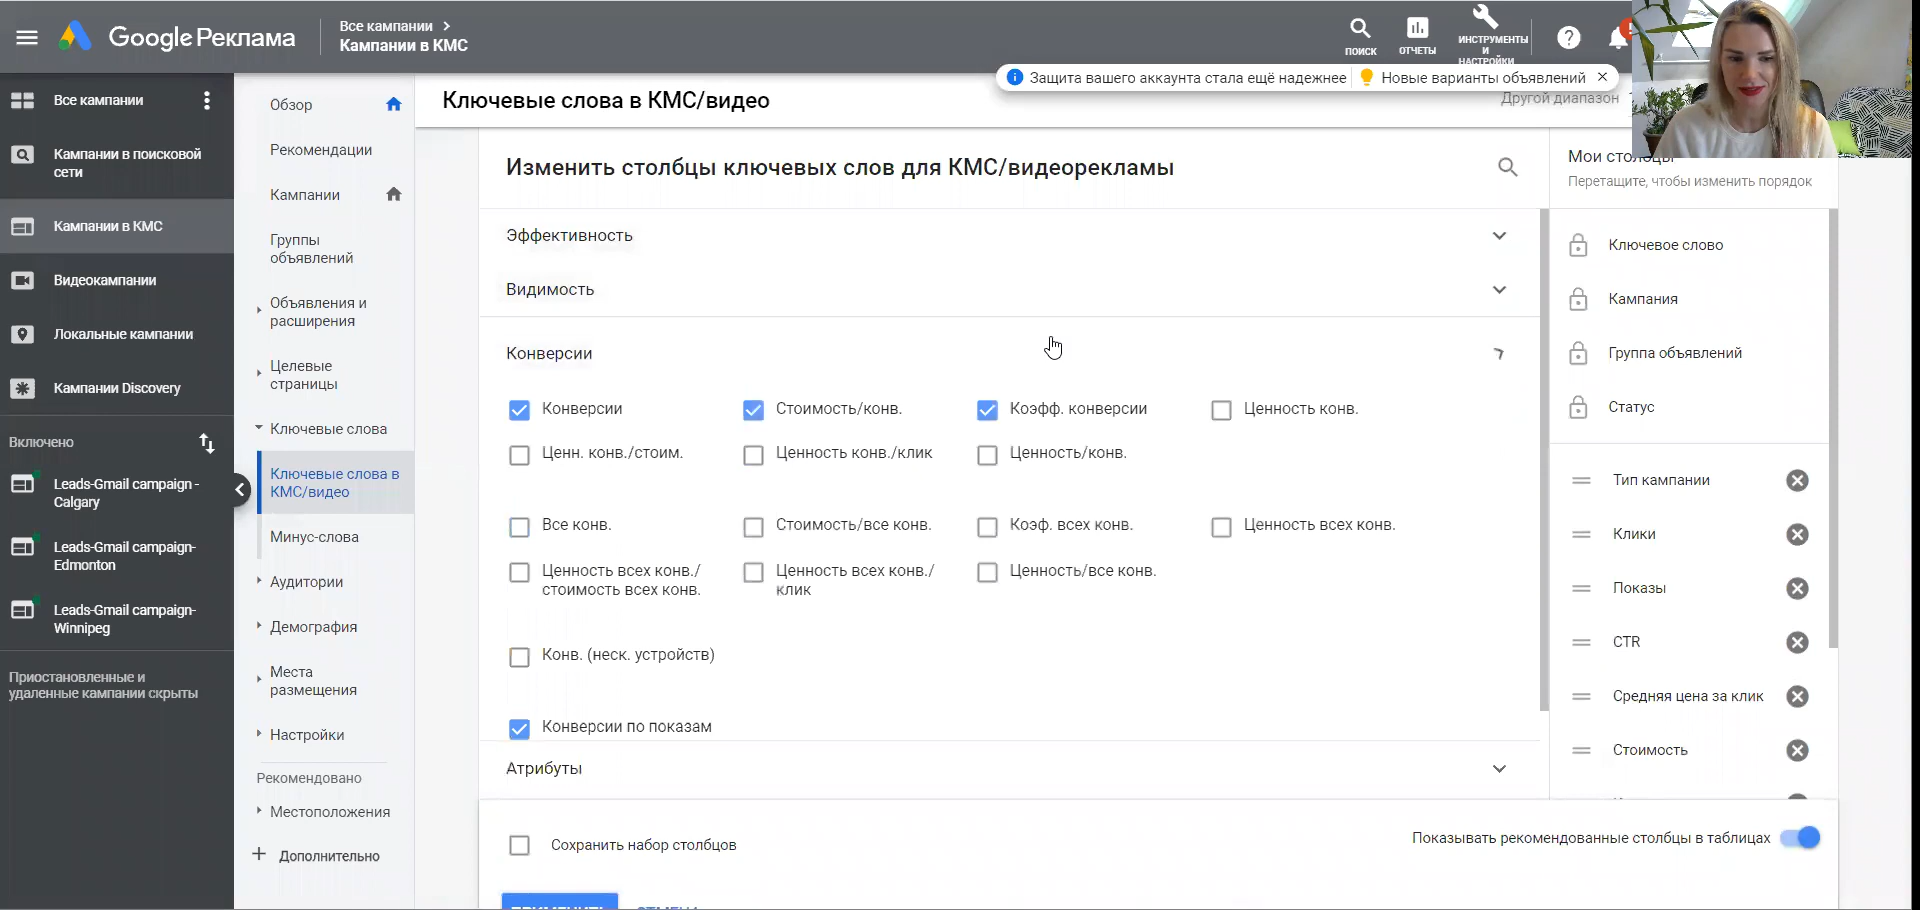 Google Реклама
Все кампании
Кампании в КМС
ПОИСК
ОТЧЕТЫ
ИНСТРУМЕНТЫ
И
НАСТРОЙКИ
Защита вашего аккаунта стала ещё надежнее
Новые варианты объявлений
Все кампании
Кампании в поисковой
сети
Кампании в КМС
Видеокампании
Локальные кампании
Кампании Discovery
Включено
Leads-Gmail campaign -
Calgary
Leads-Gmail campaign-
Edmonton
Leads-Gmail campaign-
Winnipeg
Приостановленные и
удаленные кампании скрыты
Обзор
Рекомендации
Кампании
Группы
объявлений
Объявления и
расширения
Целевые
страницы
Ключевые слова
Ключевые слова в
КМС/видео
Минус-слова
Аудитории
Демография
Места
размещения
Настройки
Рекомендовано
Местоположения
Дополнительно
Ключевые слова в КМС/видео
Другой диапазон
Изменить столбцы ключевых слов для КМС/видеорекламы
Эффективность
Видимость
Конверсии
Конверсии
Стоимость/конв.
Коэфф. конверсии
Ценность конв.
Ценн. конв./стоим.
Ценность конв./клик
Ценность/конв.
Все конв.
Стоимость/все конв.
Коэф. всех конв.
Ценность всех конв.
Ценность всех конв./
стоимость всех конв.
Ценность всех конв./
клик
Ценность/все конв.
Конв. (неск. устройств)
Конверсии по показам
Атрибуты
Сохранить набор столбцов
Показывать рекомендованные столбцы в таблицах
ПРИМЕНИТЬ
ОТМЕНА
Мои столбцы
Перетащите, чтобы изменить порядок
Ключевое слово
Кампания
Группа объявлений
Статус
Тип кампании
Клики
Показы
CTR
Средняя цена за клик
Стоимость